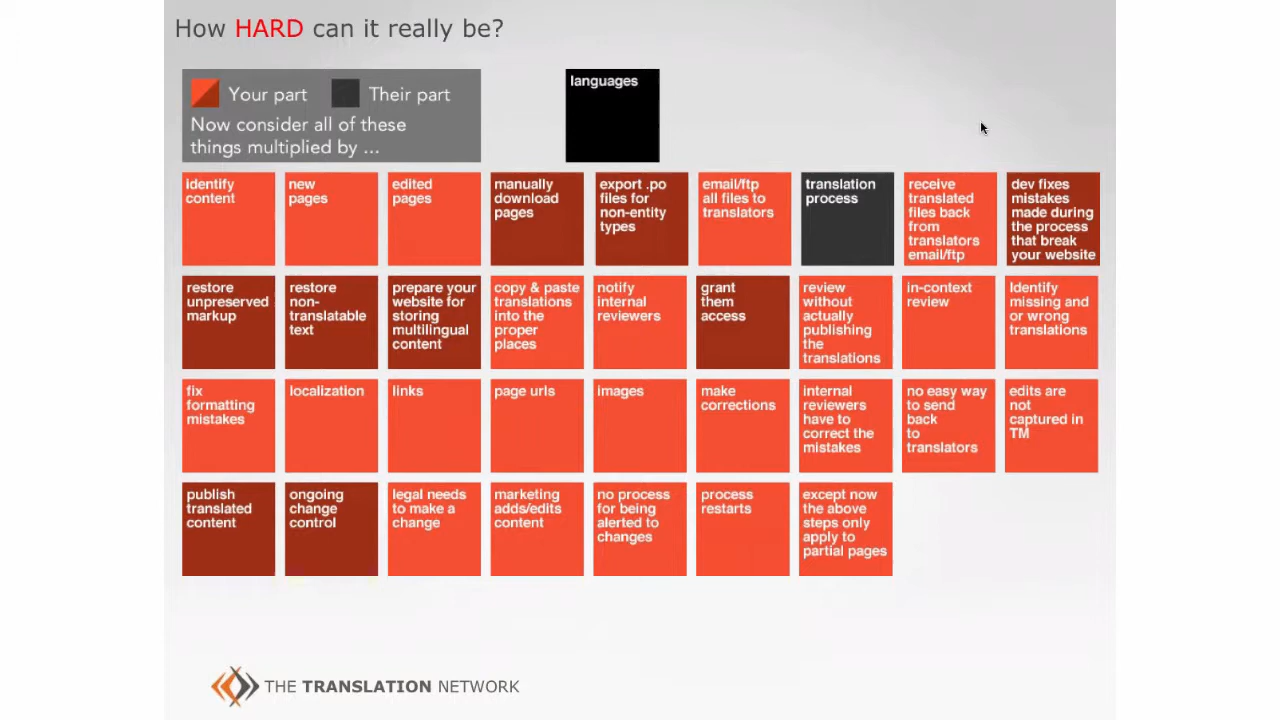 How HARD can it really be?
Your part
Their part
Now consider all of these
things multiplied by ...
languages
identify
content
new
pages
edited
pages
manually
download
pages
export .po
files for
non-entity
types
email/ftp
all files to
translators
translation
process
receive
translated
files back
from
translators
email/ftp
dev fixes
mistakes
made during
the process
that break
your website
restore
unpreserved
markup
restore
non-
translatable
text
prepare your
website for
storing
multilingual
content
copy & paste
translations
into the
proper
places
notify
internal
reviewers
grant
them
access
review
without
actually
publishing
the
translations
in-context
review
Identify
missing and
or wrong
translations
fix
formatting
mistakes
localization
links
page urls
images
make
corrections
internal
reviewers
have to
correct the
mistakes
no easy way
to send
back
to
translators
edits are
not
captured in
TM
publish
translated
content
ongoing
change
control
legal needs
to make a
change
marketing
adds/edits
content
no process
for being
alerted to
changes
process
restarts
except now
the above
steps only
apply to
partial pages
THE TRANSLATION NETWORK